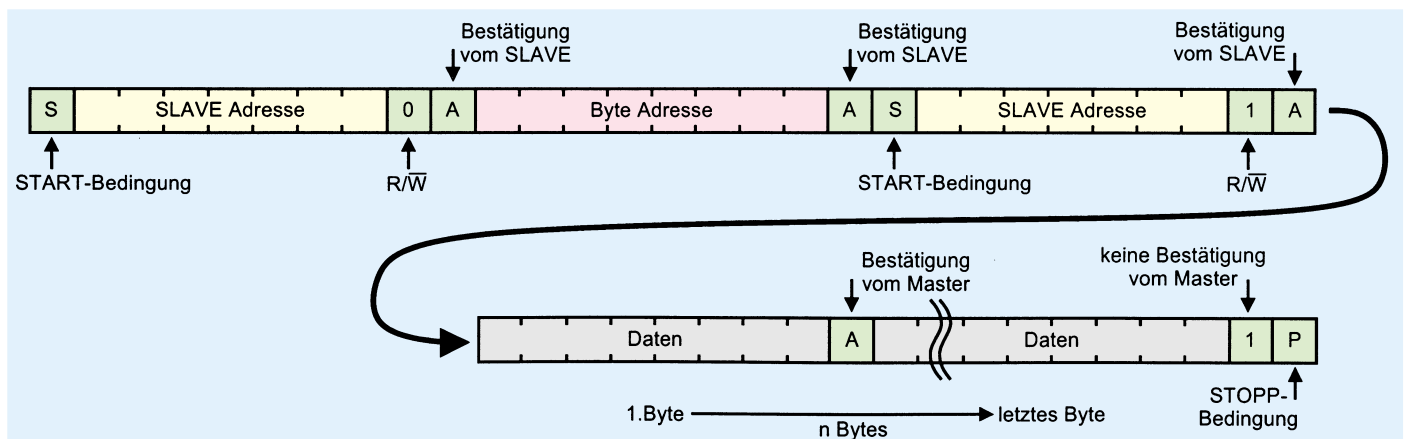 Bestätigung
vom SLAVE
Bestätigung
vom SLAVE
Bestätigung
vom SLAVE
S SLAVE Adresse 0 A Byte Adresse A S SLAVE Adresse 1 A
START-Bedingung
R/W̅
START-Bedingung
R/W̅
Bestätigung
vom Master
keine Bestätigung
vom Master
Daten A Daten 1 P
1.Byte
n Bytes
letztes Byte
STOPP-
Bedingung